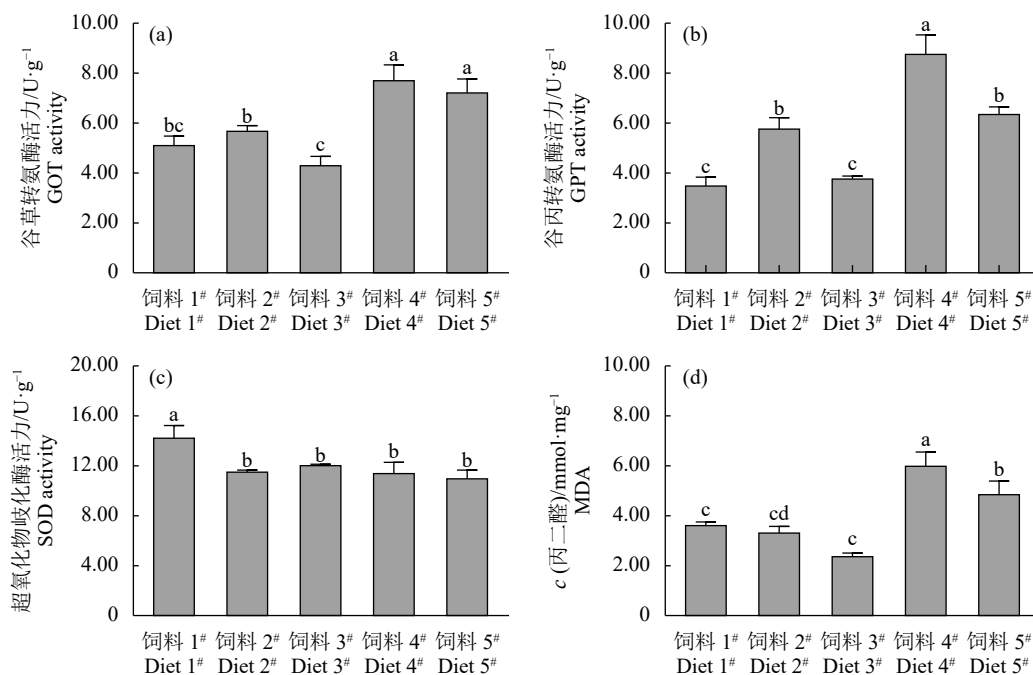 谷草转氨酶活力/U·g⁻¹
GOT activity
10.00
8.00
6.00
4.00
2.00
0
(a)
bc
b
c
a
a
饲料 1# 饲料 2# 饲料 3# 饲料 4# 饲料 5#
Diet 1# Diet 2# Diet 3# Diet 4# Diet 5#
谷丙转氨酶活力/U·g⁻¹
GPT activity
10.00
8.00
6.00
4.00
2.00
0
(b)
c
b
c
a
b
饲料 1# 饲料 2# 饲料 3# 饲料 4# 饲料 5#
Diet 1# Diet 2# Diet 3# Diet 4# Diet 5#
超氧化物歧化酶活力/U·g⁻¹
SOD activity
20.00
16.00
12.00
8.00
4.00
0
(c)
a
b
b
b
b
饲料 1# 饲料 2# 饲料 3# 饲料 4# 饲料 5#
Diet 1# Diet 2# Diet 3# Diet 4# Diet 5#
c (丙二醛)/mmol·mg⁻¹
MDA
10.00
8.00
6.00
4.00
2.00
0
(d)
c
cd
c
a
b
饲料 1# 饲料 2# 饲料 3# 饲料 4# 饲料 5#
Diet 1# Diet 2# Diet 3# Diet 4# Diet 5#